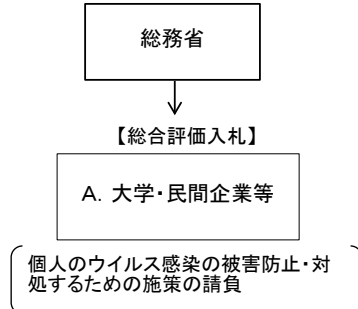 総務省
【総合評価入札】
A. 大学・民間企業等
個人のウイルス感染の被害防止・対
処するための施策の請負